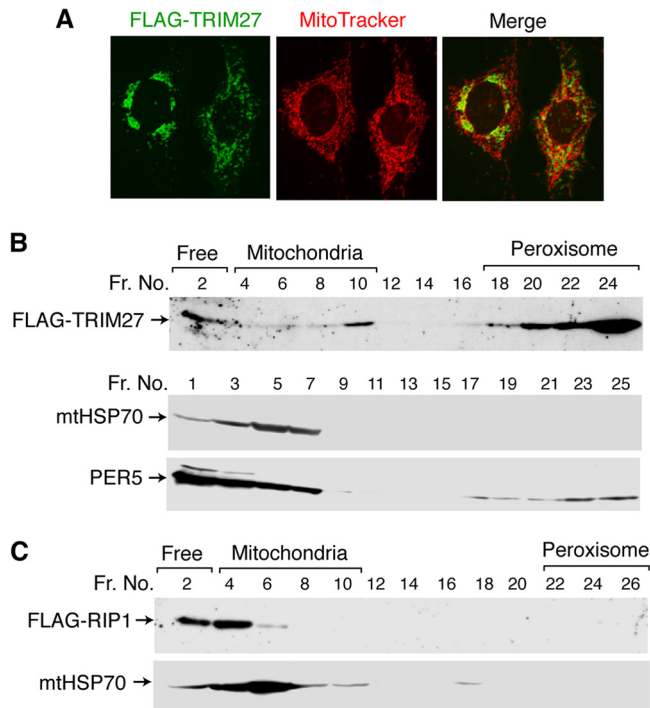 A
FLAG-TRIM27 MitoTracker Merge
B
Free Mitochondria Peroxisome
Fr. No. 2 4 6 8 10 12 14 16 18 20 22 24
FLAG-TRIM27
Fr. No. 1 3 5 7 9 11 13 15 17 19 21 23 25
mtHSP70
PER5
C
Free Mitochondria Peroxisome
Fr. No. 2 4 6 8 10 12 14 16 18 20 22 24 26
FLAG-RIP1
mtHSP70